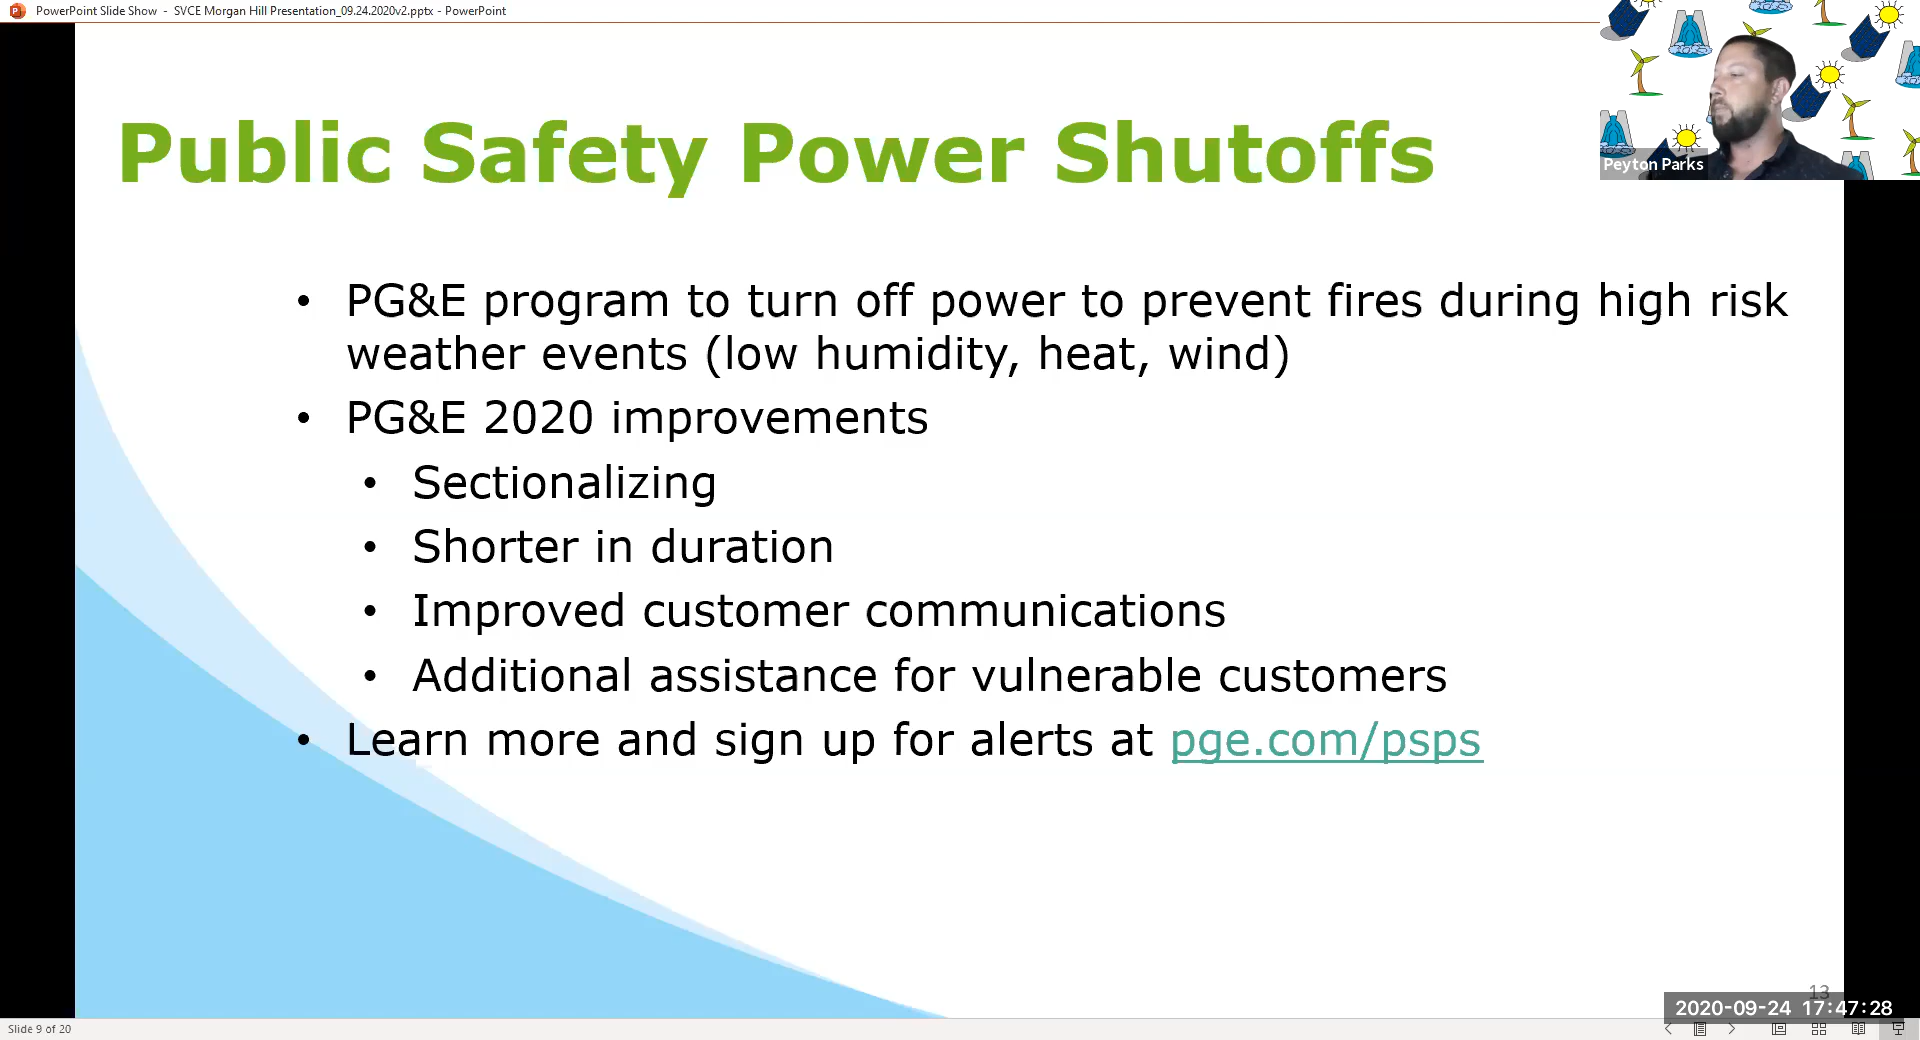 PowerPoint Slide Show - SVCE Morgan Hill Presentation_09.24.2020v2.pptx - PowerPoint
Peyton Parks
Public Safety Power Shutoffs
• PG&E program to turn off power to prevent fires during high risk
weather events (low humidity, heat, wind)
• PG&E 2020 improvements
• Sectionalizing
• Shorter in duration
• Improved customer communications
• Additional assistance for vulnerable customers
• Learn more and sign up for alerts at pge.com/psps
13
2020-09-24 17:47:28
Slide 9 of 20